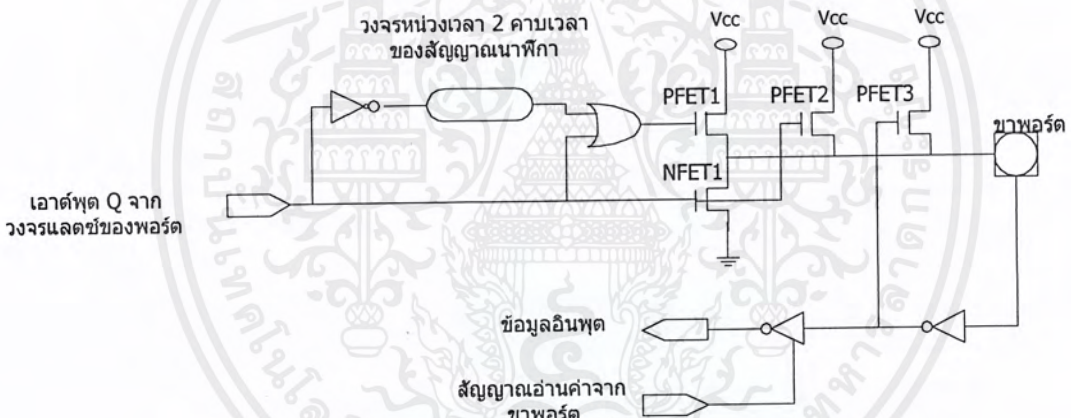 วงจรหน่วงเวลา 2 คาบเวลา
ของสัญญาณนาฬิกา
Vcc
Vcc
Vcc
PFET1
PFET2
PFET3
ขาพอร์ต
NFET1
เอาต์พุต Q จาก
วงจรแลตช์ของพอร์ต
ข้อมูลอินพุต
สัญญาณอ่านค่าจาก
ขาพอร์ต